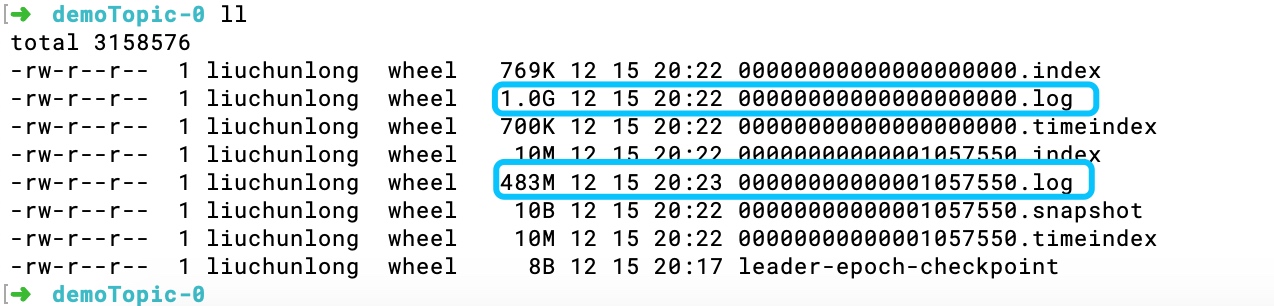 [➜ demoTopic-0 ll
total 3158576
-rw-r--r-- 1 liuchunlong wheel 769K 12 15 20:22 00000000000000000000.index
-rw-r--r-- 1 liuchunlong wheel 1.0G 12 15 20:22 00000000000000000000.log
-rw-r--r-- 1 liuchunlong wheel 700K 12 15 20:22 00000000000000000000.timeindex
-rw-r--r-- 1 liuchunlong wheel 10M 12 15 20:22 00000000000001057550.index
-rw-r--r-- 1 liuchunlong wheel 483M 12 15 20:23 00000000000001057550.log
-rw-r--r-- 1 liuchunlong wheel 10B 12 15 20:22 00000000000001057550.snapshot
-rw-r--r-- 1 liuchunlong wheel 10M 12 15 20:22 00000000000001057550.timeindex
-rw-r--r-- 1 liuchunlong wheel 8B 12 15 20:17 leader-epoch-checkpoint
[➜ demoTopic-0